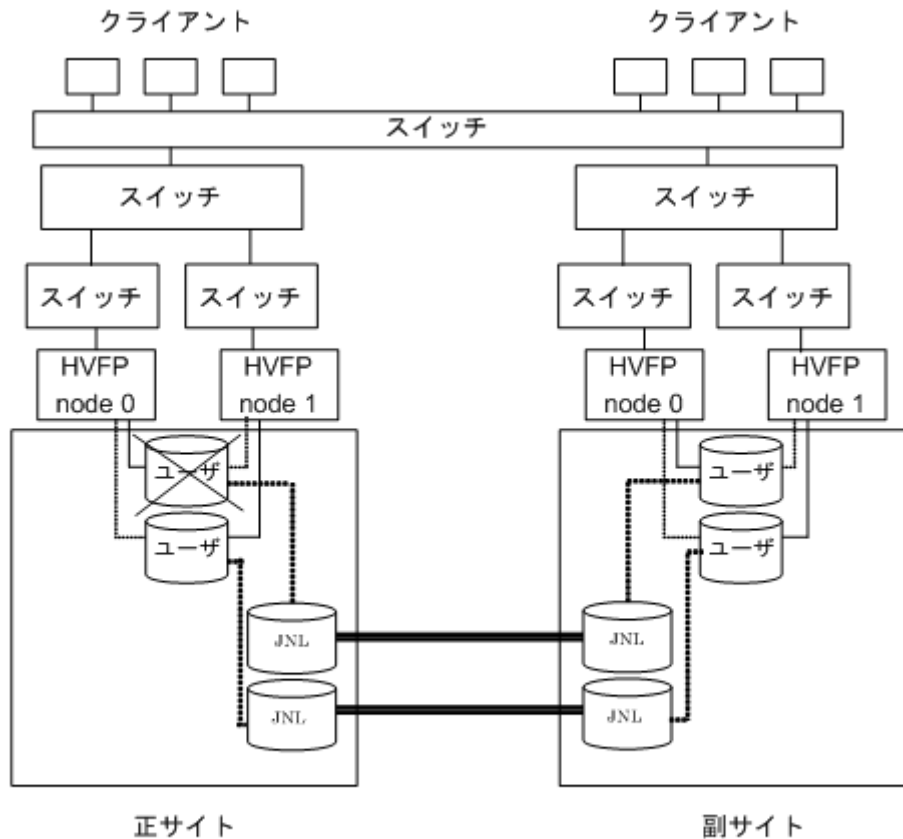 クライアント
クライアント
スイッチ
スイッチ
スイッチ
スイッチ
スイッチ
スイッチ
スイッチ
HVFP
node 0
HVFP
node 1
HVFP
node 0
HVFP
node 1
ユーザ
ユーザ
ユーザ
ユーザ
JNL
JNL
JNL
JNL
正サイト
副サイト